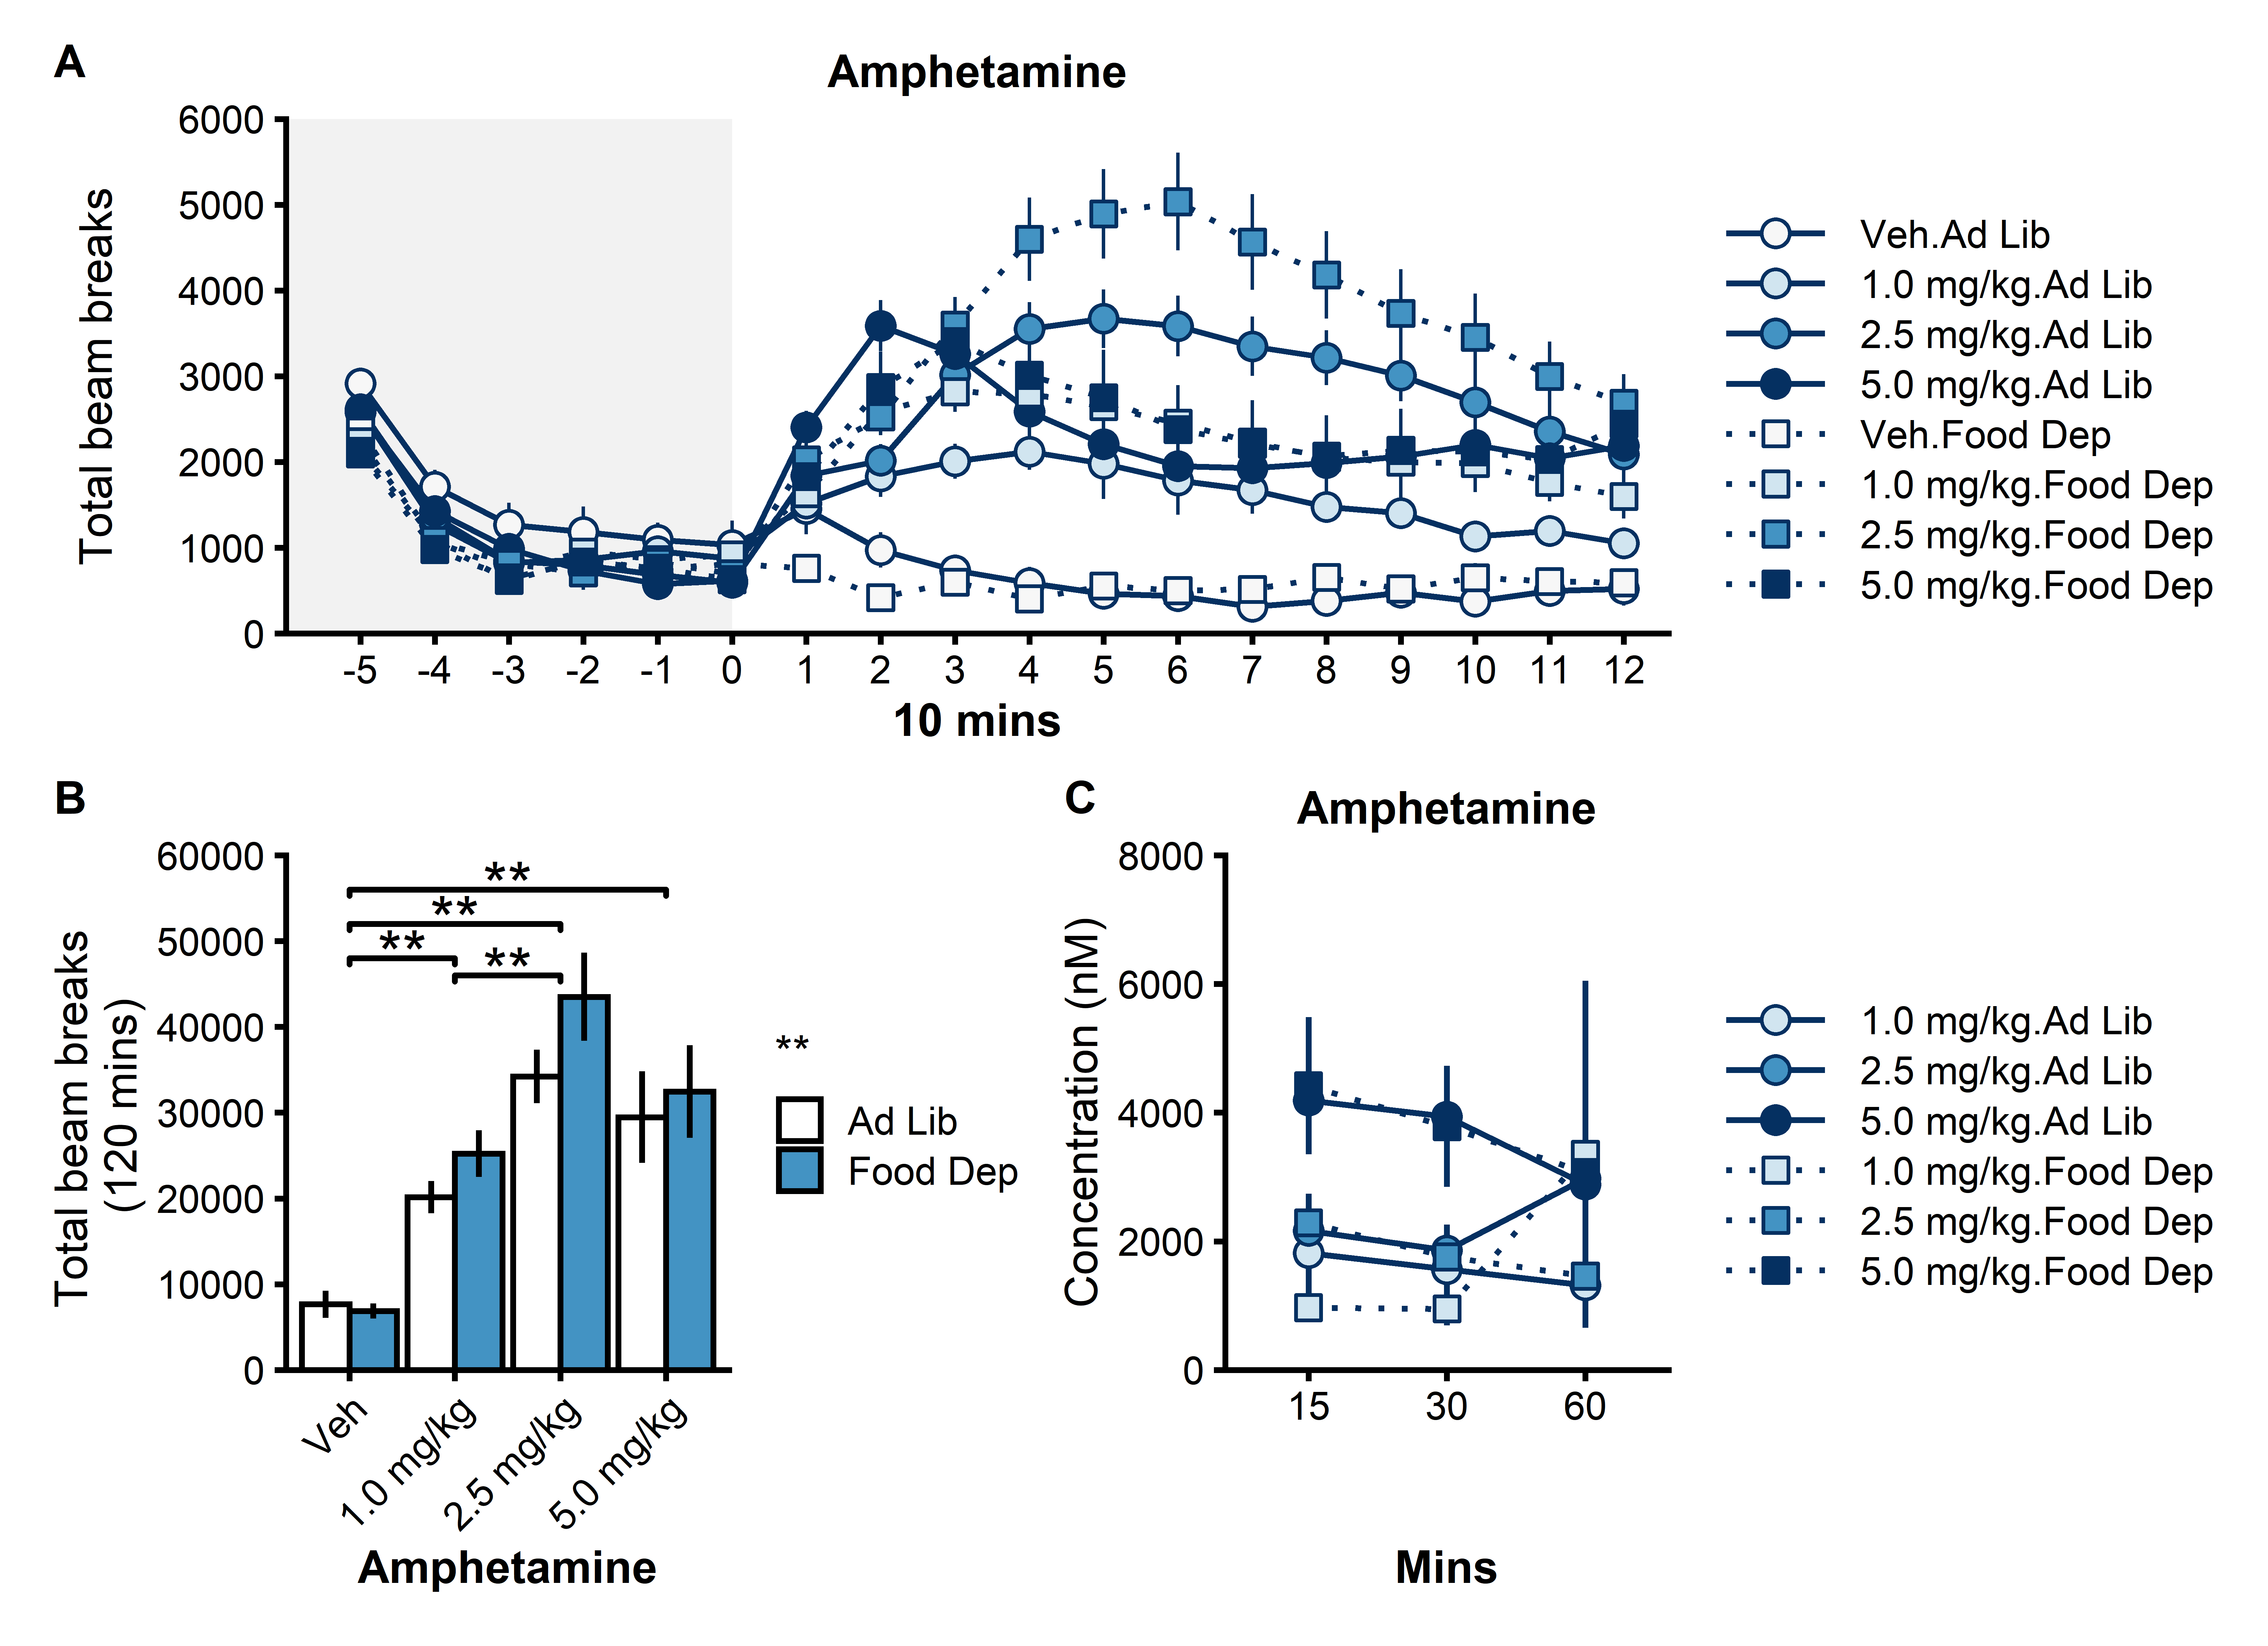 A
Amphetamine
Total beam breaks
6000
5000
4000
3000
2000
1000
0
-5 -4 -3 -2 -1 0 1 2 3 4 5 6 7 8 9 10 11 12
10 mins
Veh.Ad Lib
1.0 mg/kg.Ad Lib
2.5 mg/kg.Ad Lib
5.0 mg/kg.Ad Lib
Veh.Food Dep
1.0 mg/kg.Food Dep
2.5 mg/kg.Food Dep
5.0 mg/kg.Food Dep
B
Total beam breaks
(120 mins)
60000
50000
40000
30000
20000
10000
0
**
**
**
**
Veh
1.0 mg/kg
2.5 mg/kg
5.0 mg/kg
Amphetamine
**
Ad Lib
Food Dep
C
Amphetamine
Concentration (nM)
8000
6000
4000
2000
0
15 30 60
Mins
1.0 mg/kg.Ad Lib
2.5 mg/kg.Ad Lib
5.0 mg/kg.Ad Lib
1.0 mg/kg.Food Dep
2.5 mg/kg.Food Dep
5.0 mg/kg.Food Dep